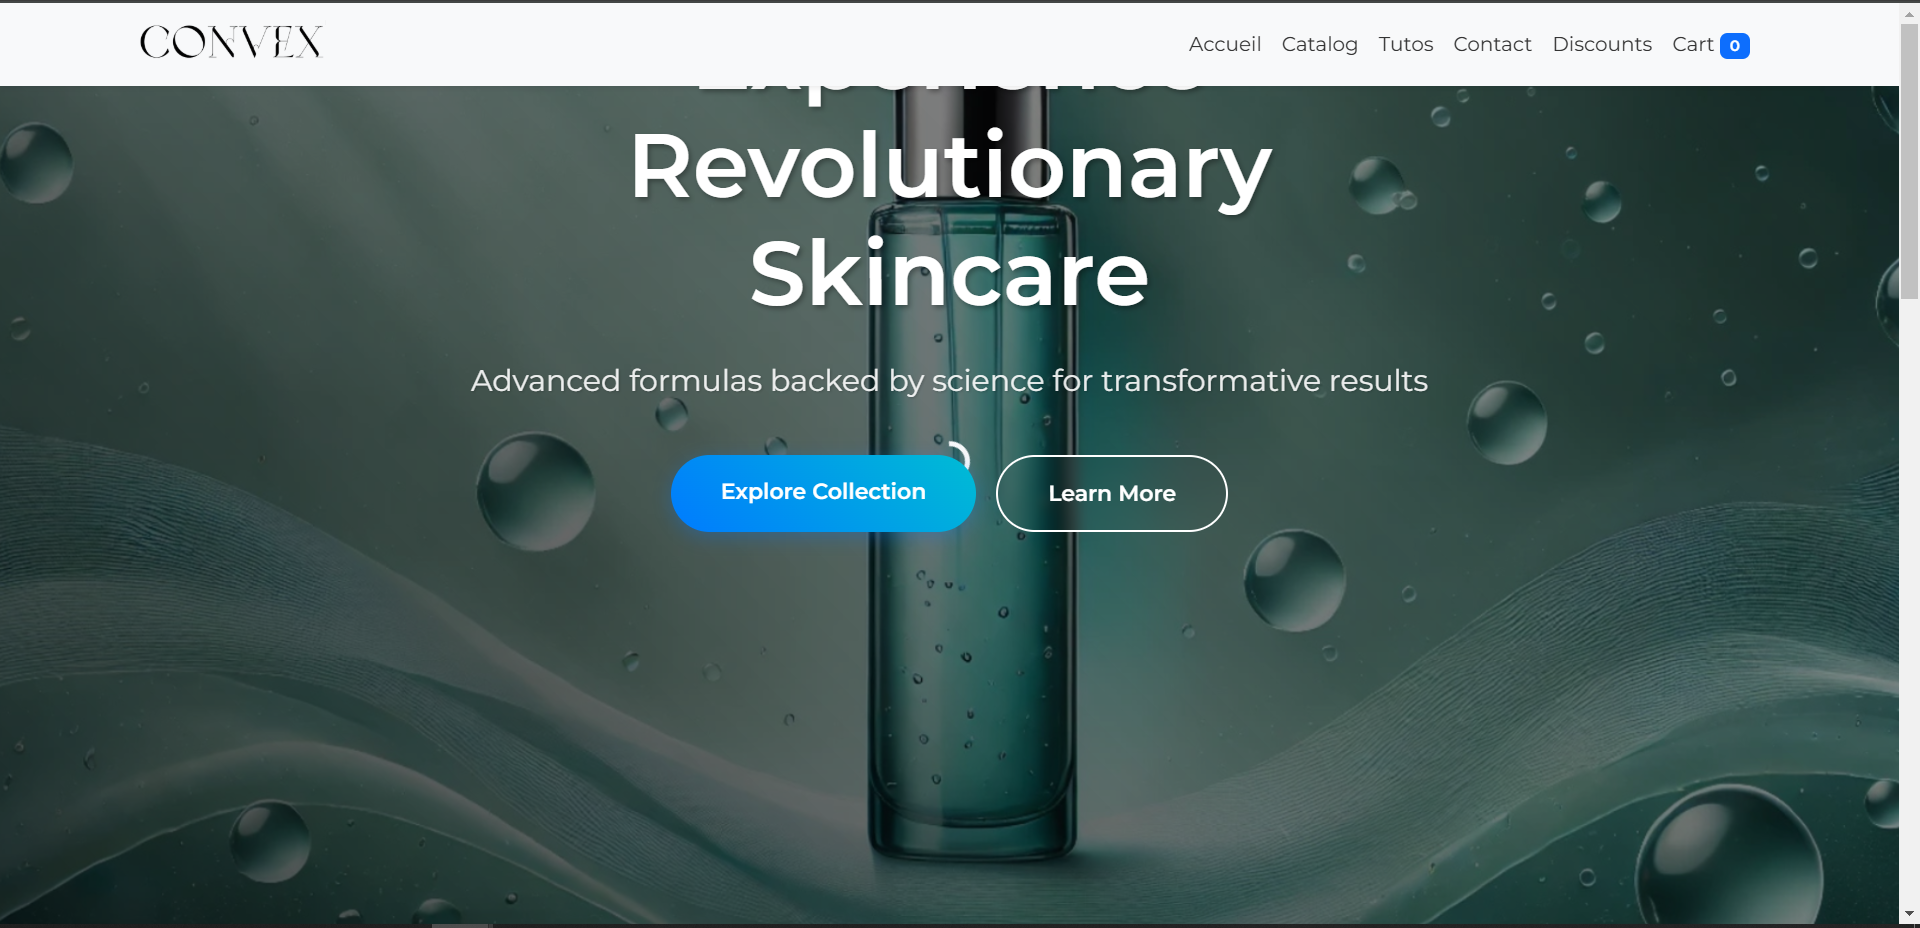 CONVEX
Accueil Catalog Tutos Contact Discounts Cart 0
Experience
Revolutionary
Skincare
Advanced formulas backed by science for transformative results
Explore Collection Learn More